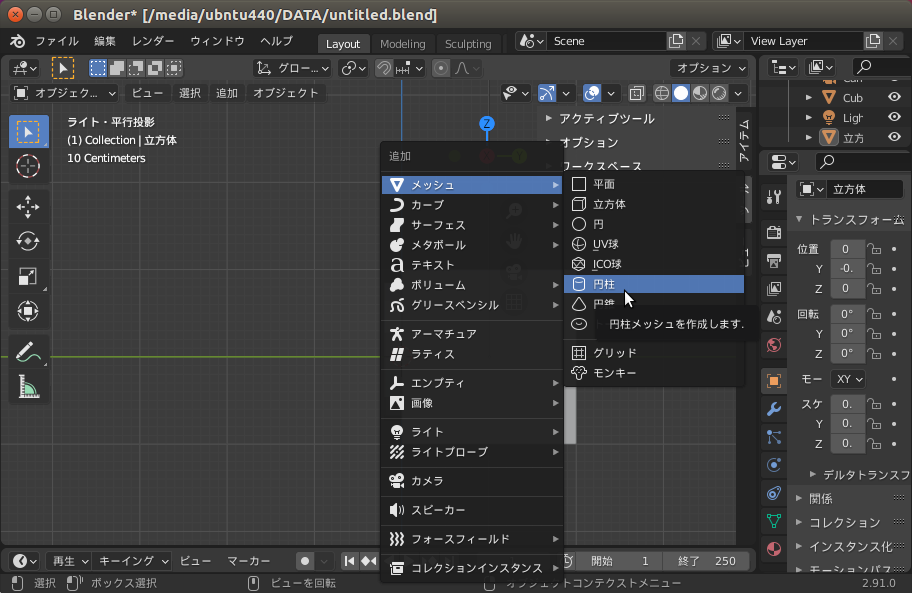 Blender* [/media/ubntu440/DATA/untitled.blend]
ファイル 編集 レンダー ウィンドウ ヘルプ Layout Modeling Sculpting Scene View Layer
グロー... オプション
オブジェク... ビュー 選択 追加 オブジェクト
ライト・平行投影
(1) Collection | 立方体
10 Centimeters
Z
アクティブツール
オプション
ワークスペース
アイテム
追加
メッシュ
カーブ
サーフェス
メタボール
テキスト
ボリューム
グリースペンシル
アーマチュア
ラティス
エンプティ
画像
ライト
ライトプローブ
カメラ
スピーカー
フォースフィールド
コレクションインスタンス
平面
立方体
円
UV球
ICO球
円柱
円錐
円柱メッシュを作成します.
グリッド
モンキー
Cub
Ligh
立方
立方体
トランスフォーム
位置 0
Y -0.
Z 0
回転 0°
Y 0°
Z 0°
モー XY
スケ 0.
Y 0.
Z 0.
デルタトランスフ
関係
コレクション
インスタンス化
モーションパス
再生 キーイング ビュー マーカー 開始 1 終了 250
選択 ボックス選択 ビューを回転 オブジェクトコンテクストメニュー 2.91.0